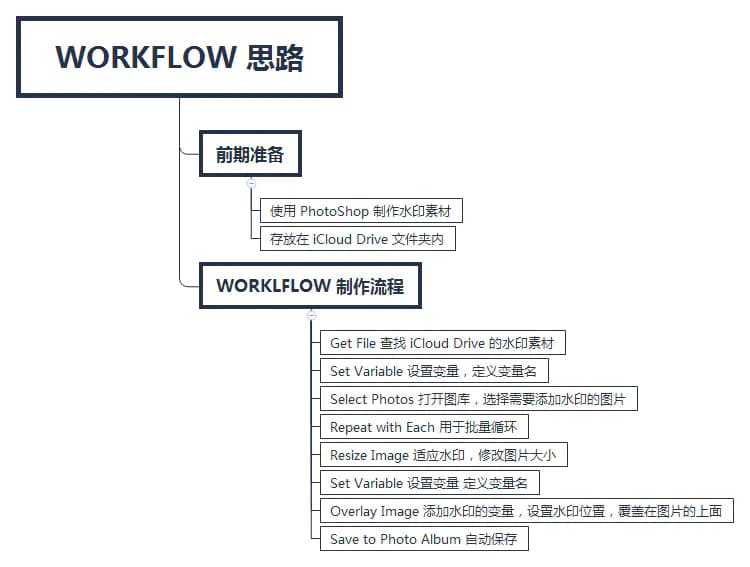 WORKFLOW 思路
前期准备
使用 PhotoShop 制作水印素材
存放在 iCloud Drive 文件夹内
WORKLFLOW 制作流程
Get File 查找 iCloud Drive 的水印素材
Set Variable 设置变量，定义变量名
Select Photos 打开图库，选择需要添加水印的图片
Repeat with Each 用于批量循环
Resize Image 适应水印，修改图片大小
Set Variable 设置变量 定义变量名
Overlay Image 添加水印的变量，设置水印位置，覆盖在图片的上面
Save to Photo Album 自动保存